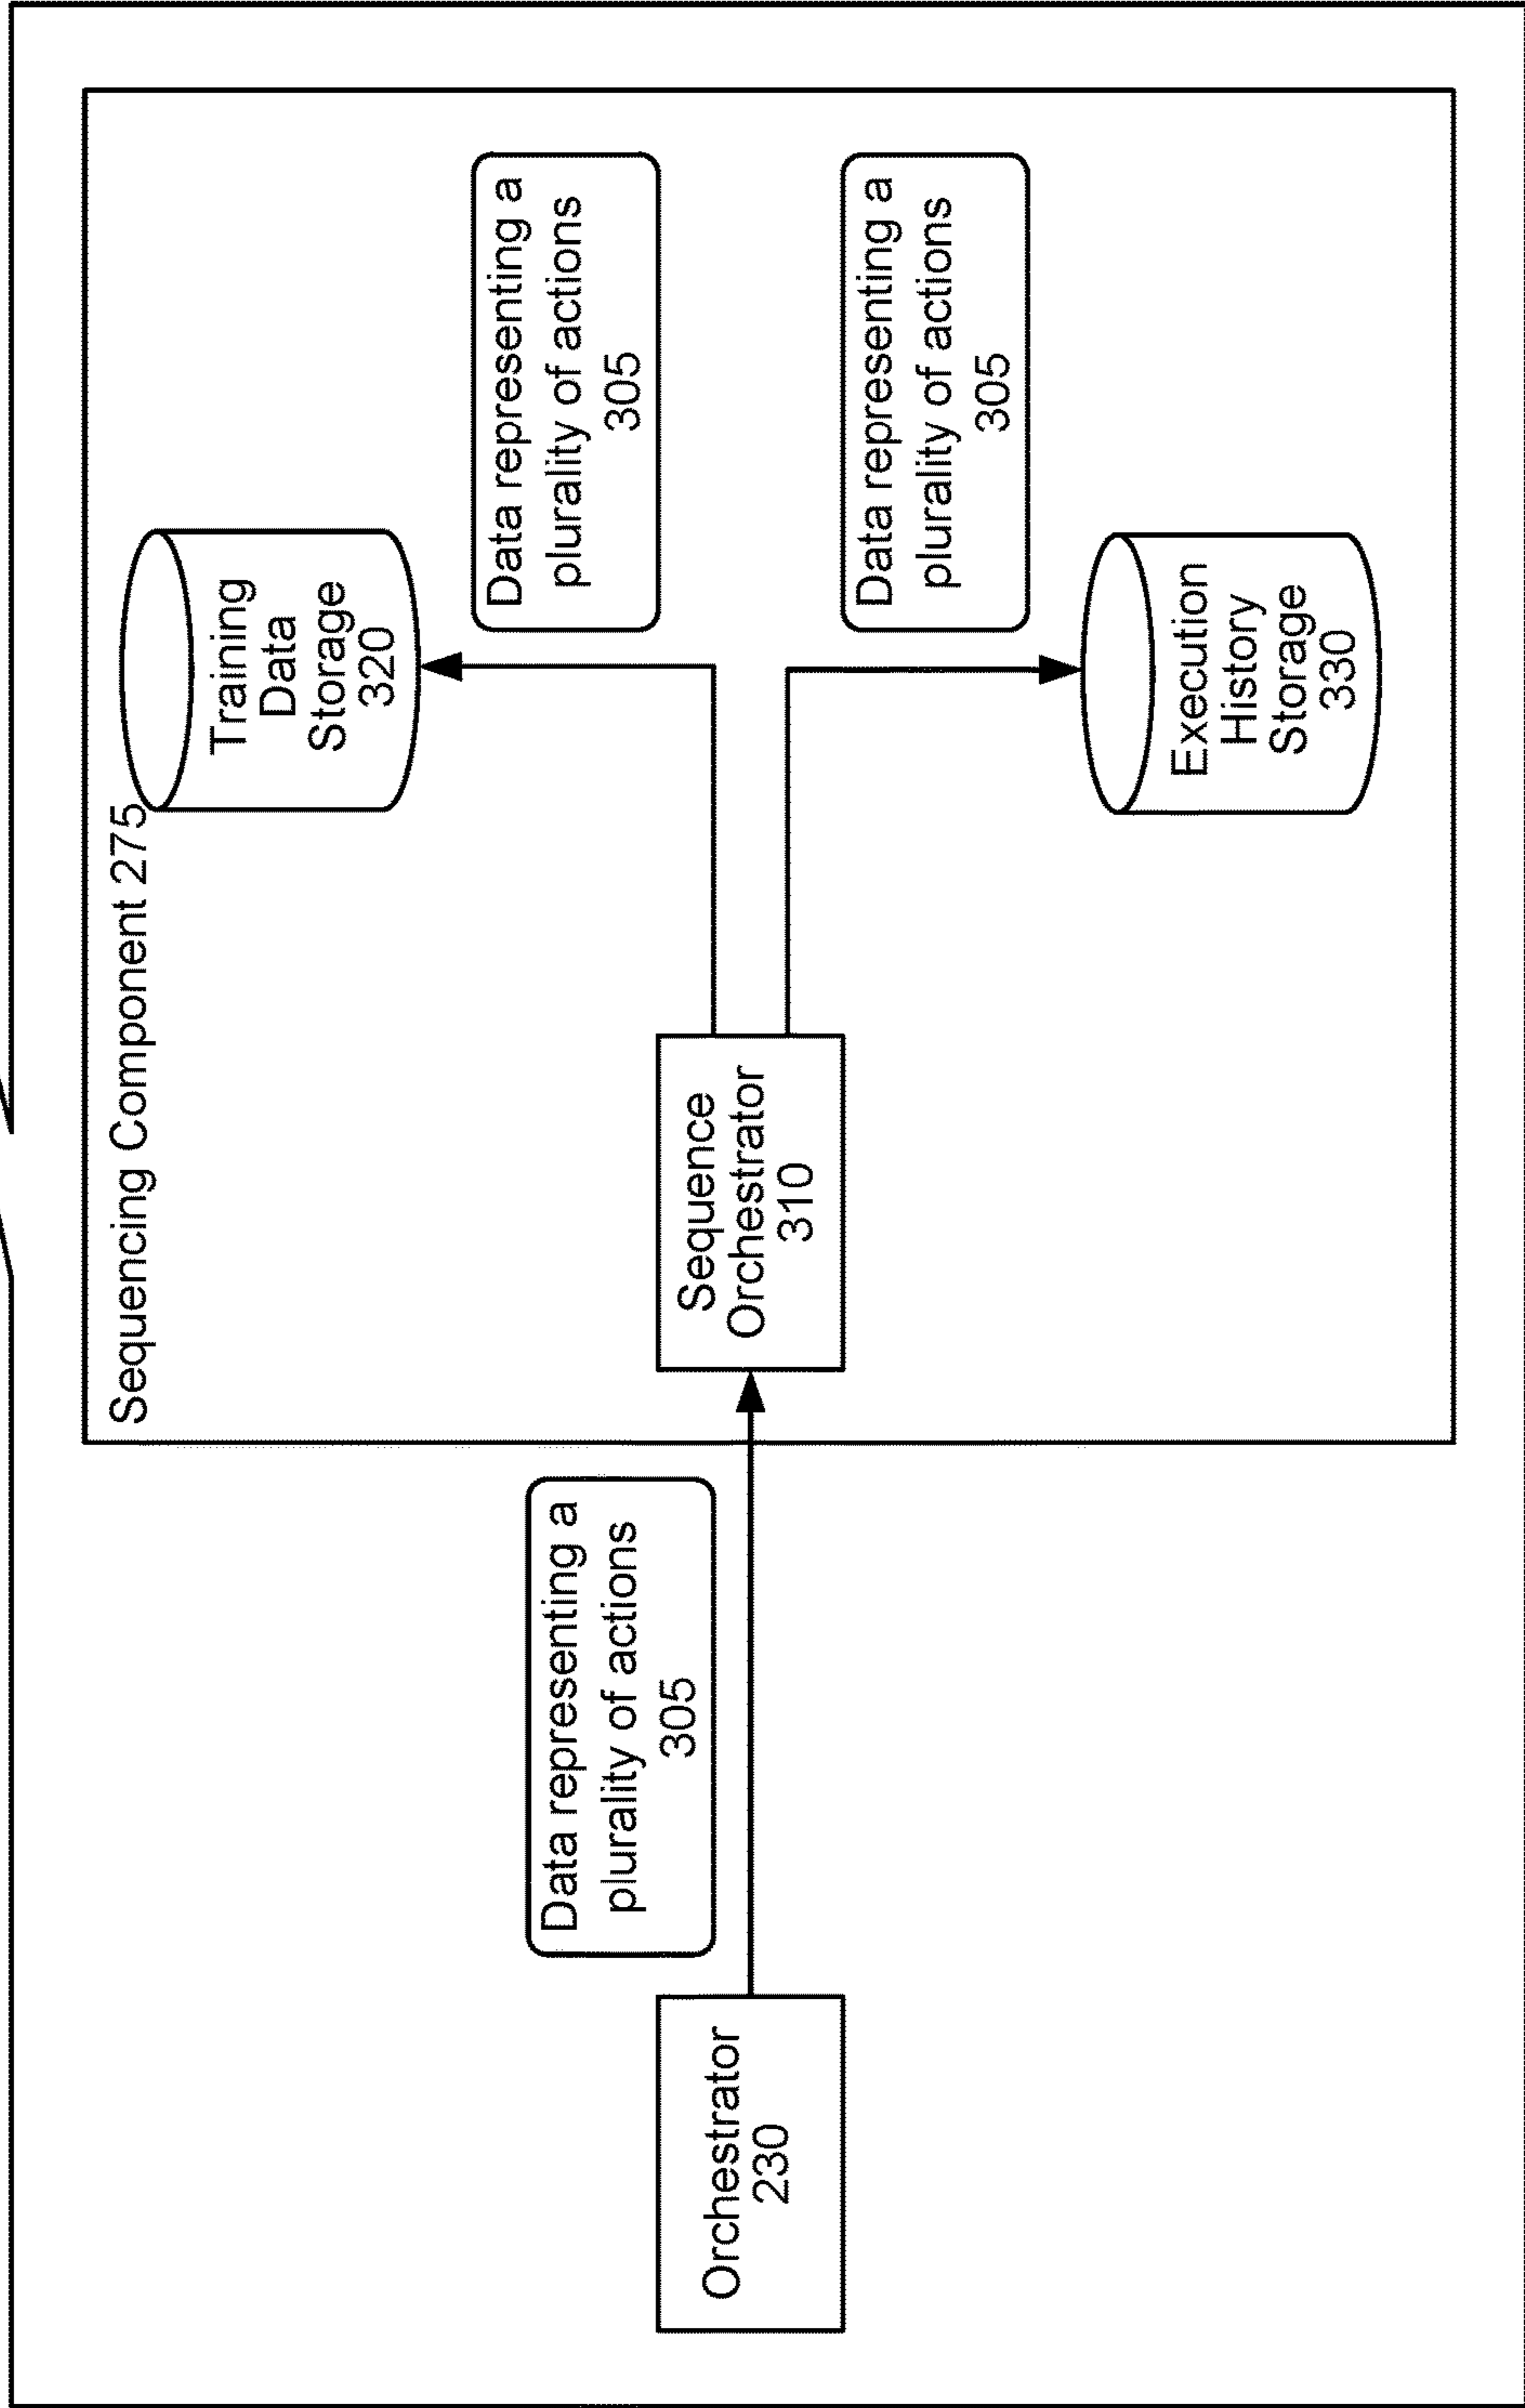 Sequencing Component 275
Training
Data
Storage
320
Data representing a
plurality of actions
305
Data representing a
plurality of actions
305
Orchestrator
230
Sequence
Orchestrator
310
Data representing a
plurality of actions
305
Execution
History
Storage
330